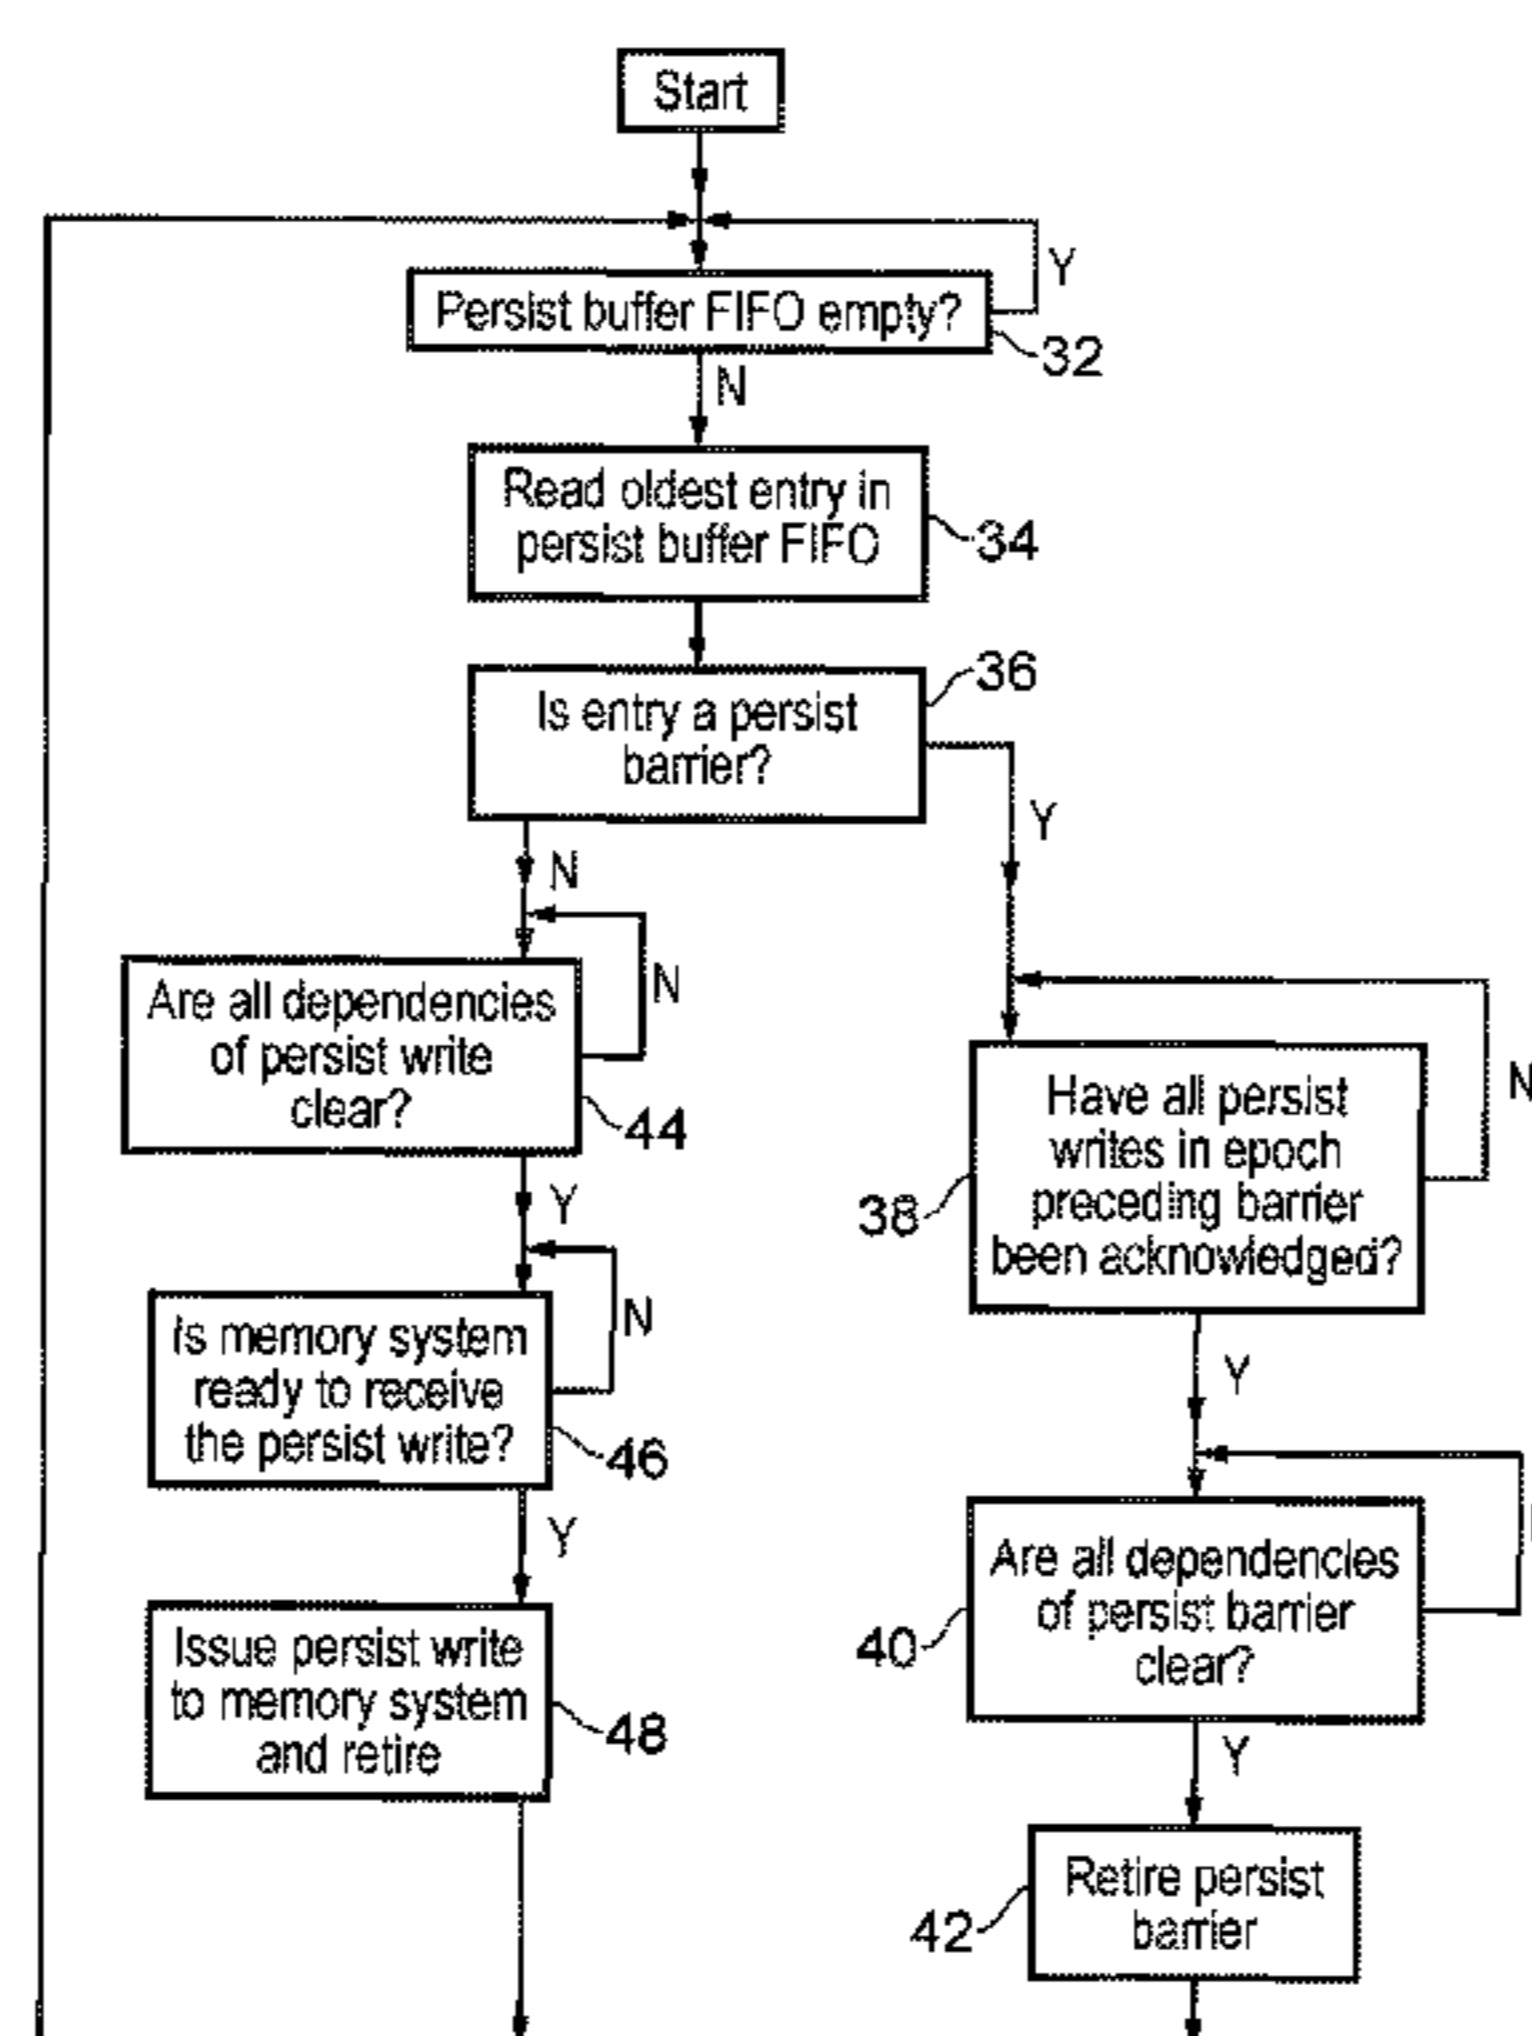 Start
Y
Persist buffer FIFO empty?
32
N
Read oldest entry in
persist buffer FIFO
34
36
Is entry a persist
barrier?
Y
N
N
Are all dependencies
of persist write
clear?
44
N
Have all persist
writes in epoch
preceding barrier
been acknowledged?
38
Y
N
Is memory system
ready to receive
the persist write?
46
Y
Y
Are all dependencies
of persist barrier
clear?
40
Issue persist write
to memory system
and retire
48
Y
Retire persist
barrier
42